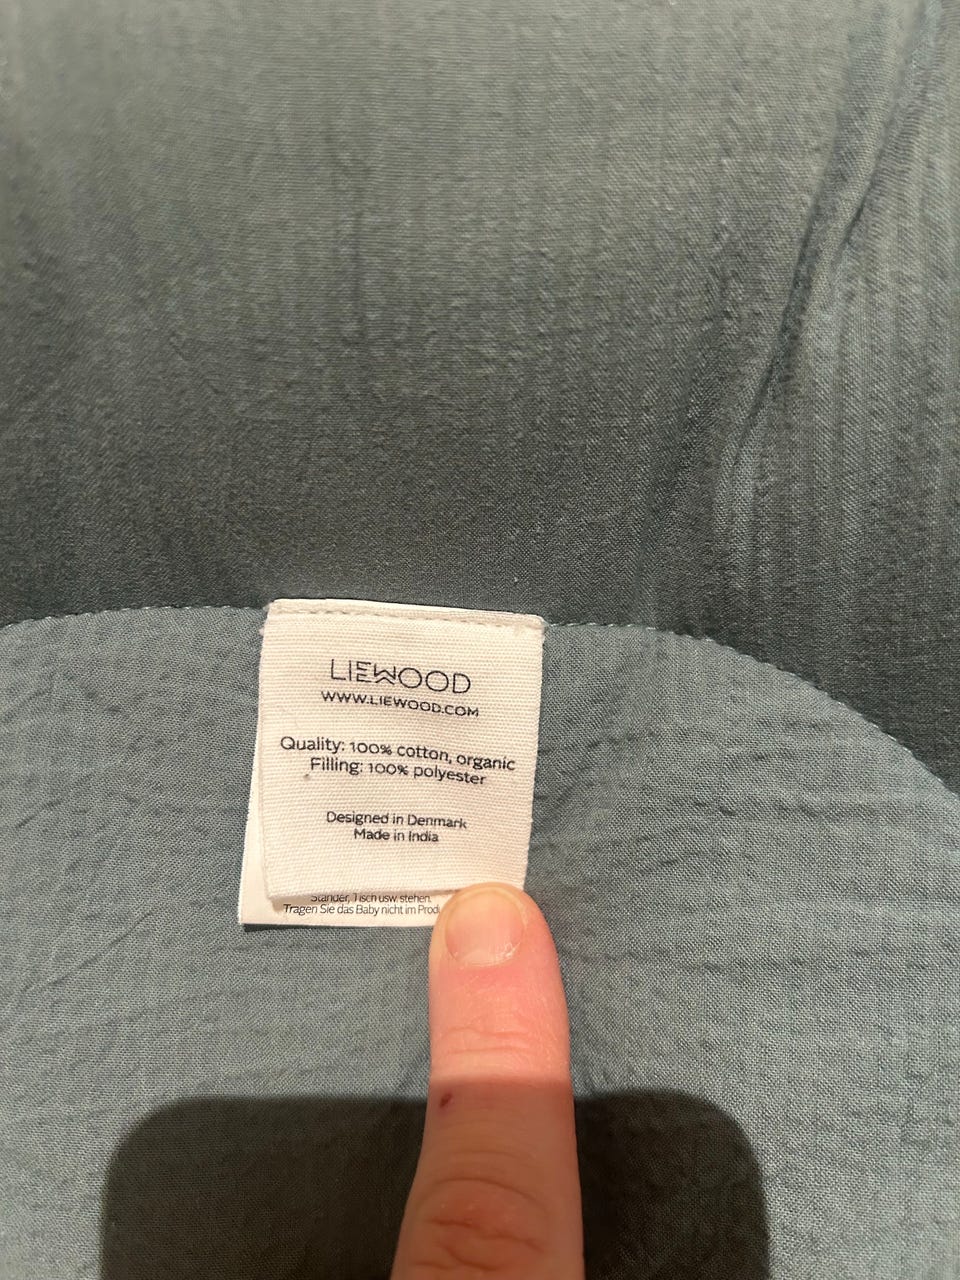 LIEWOOD
WWW.LIEWOOD.COM
Quality: 100% cotton, organic
Filling: 100% polyester
Designed in Denmark
Made in India
Ständer, Tisch usw. stehen.
Tragen Sie das Baby nicht im